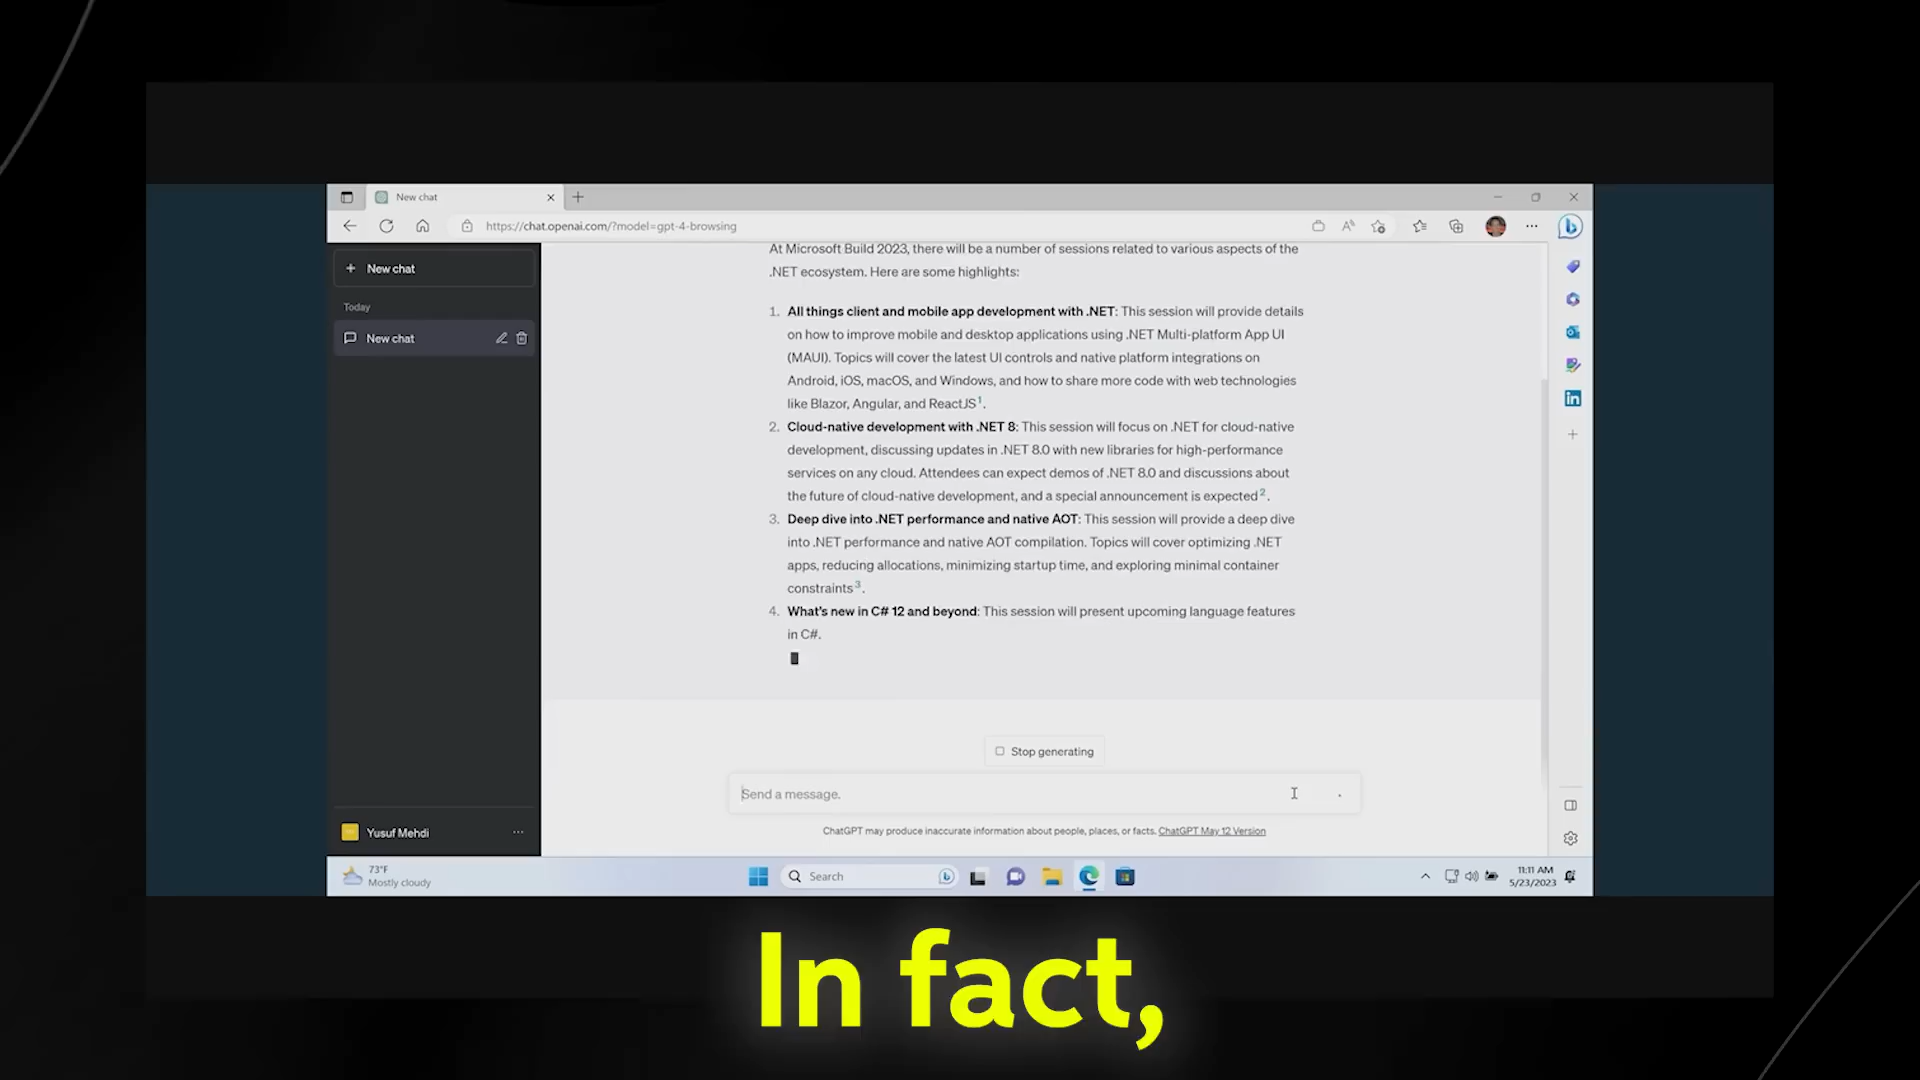 New chat
https://chat.openai.com/?model=gpt-4-browsing
New chat
Today
New chat
At Microsoft Build 2023, there will be a number of sessions related to various aspects of the
.NET ecosystem. Here are some highlights:
1. All things client and mobile app development with .NET: This session will provide details
on how to improve mobile and desktop applications using .NET Multi-platform App UI
(MAUI). Topics will cover the latest UI controls and native platform integrations on
Android, iOS, macOS, and Windows, and how to share more code with web technologies
like Blazor, Angular, and ReactJS¹.
2. Cloud-native development with .NET 8: This session will focus on .NET for cloud-native
development, discussing updates in .NET 8.0 with new libraries for high-performance
services on any cloud. Attendees can expect demos of .NET 8.0 and discussions about
the future of cloud-native development, and a special announcement is expected².
3. Deep dive into .NET performance and native AOT: This session will provide a deep dive
into .NET performance and native AOT compilation. Topics will cover optimizing .NET
apps, reducing allocations, minimizing startup time, and exploring minimal container
constraints³.
4. What's new in C# 12 and beyond: This session will present upcoming language features
in C#.
Stop generating
Send a message.
ChatGPT may produce inaccurate information about people, places, or facts. ChatGPT May 12 Version
Yusuf Mehdi
73°F
Mostly cloudy
Search
11:11 AM
5/23/2023
In fact,